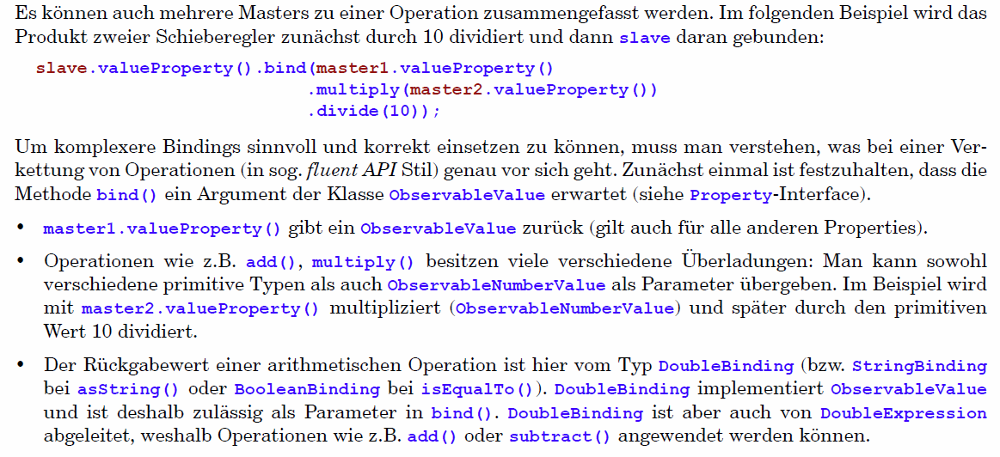 Es können auch mehrere Masters zu einer Operation zusammengefasst werden. Im folgenden Beispiel wird das
Produkt zweier Schieberegler zunächst durch 10 dividiert und dann slave daran gebunden:
slave.valueProperty().bind(master1.valueProperty()
.multiply(master2.valueProperty())
.divide(10));
Um komplexere Bindings sinnvoll und korrekt einsetzen zu können, muss man verstehen, was bei einer Ver-
kettung von Operationen (in sog. fluent API Stil) genau vor sich geht. Zunächst einmal ist festzuhalten, dass die
Methode bind() ein Argument der Klasse ObservableValue erwartet (siehe Property-Interface).
• master1.valueProperty() gibt ein ObservableValue zurück (gilt auch für alle anderen Properties).
• Operationen wie z.B. add(), multiply() besitzen viele verschiedene Überladungen: Man kann sowohl
verschiedene primitive Typen als auch ObservableNumberValue als Parameter übergeben. Im Beispiel wird
mit master2.valueProperty() multipliziert (ObservableNumberValue) und später durch den primitiven
Wert 10 dividiert.
• Der Rückgabewert einer arithmetischen Operation ist hier vom Typ DoubleBinding (bzw. StringBinding
bei asString() oder BooleanBinding bei isEqualTo()). DoubleBinding implementiert ObservableValue
und ist deshalb zulässig als Parameter in bind(). DoubleBinding ist aber auch von DoubleExpression
abgeleitet, weshalb Operationen wie z.B. add() oder subtract() angewendet werden können.